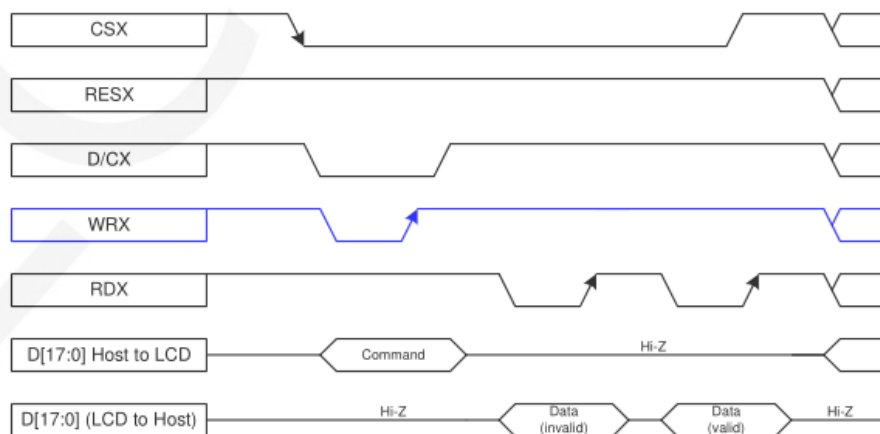 CSX
RESX
D/CX
WRX
RDX
D[17:0] Host to LCD
Command
Hi-Z
D[17:0] (LCD to Host)
Hi-Z
Data
(invalid)
Data
(valid)
Hi-Z